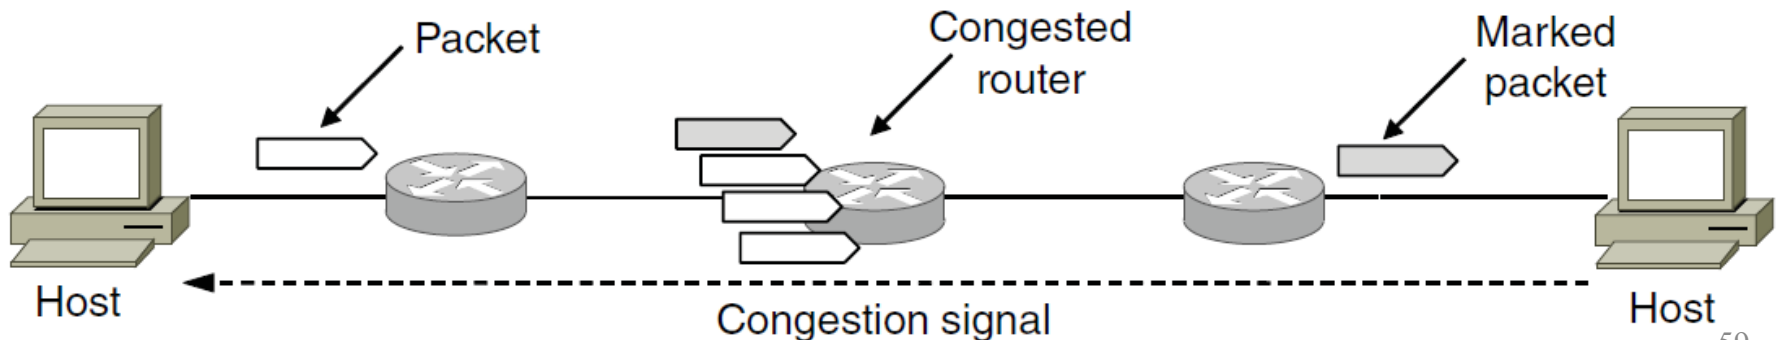 Packet
Congested
router
Marked
packet
Host
Congestion signal
Host